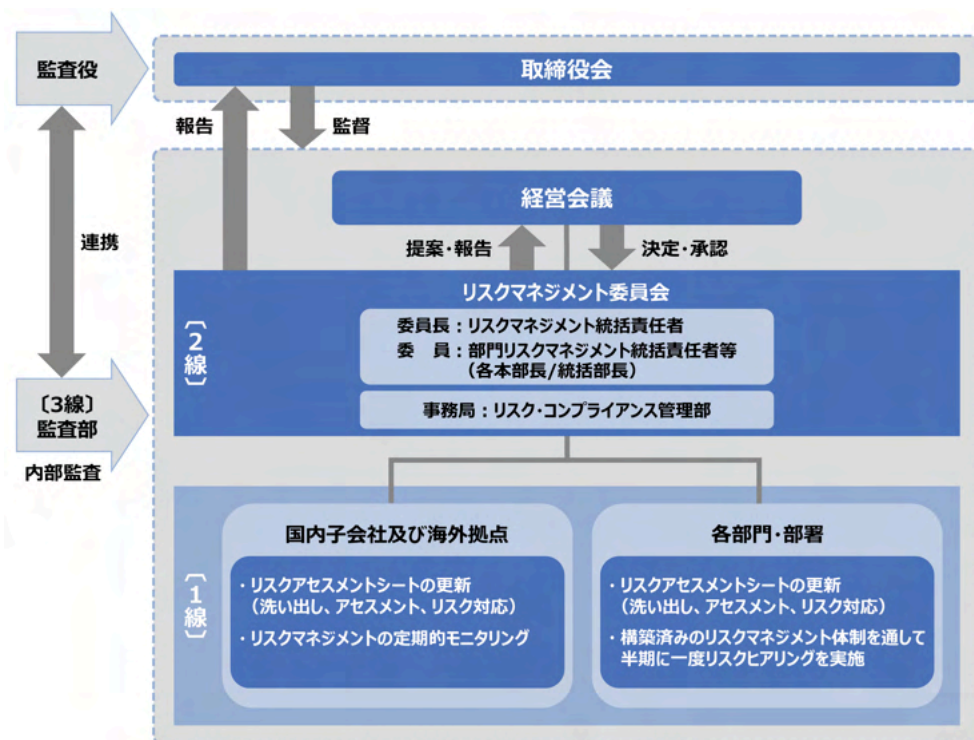 監査役
取締役会
報告
監督
経営会議
連携
提案・報告
決定・承認
リスクマネジメント委員会
〔2線〕
委員長：リスクマネジメント統括責任者
委　員：部門リスクマネジメント統括責任者等
（各本部長/統括部長）
事務局：リスク・コンプライアンス管理部
〔3線〕
監査部
内部監査
〔1線〕
国内子会社及び海外拠点
・リスクアセスメントシートの更新
（洗い出し、アセスメント、リスク対応）
・リスクマネジメントの定期的モニタリング
各部門・部署
・リスクアセスメントシートの更新
（洗い出し、アセスメント、リスク対応）
・構築済みのリスクマネジメント体制を通して
半期に一度リスクヒアリングを実施